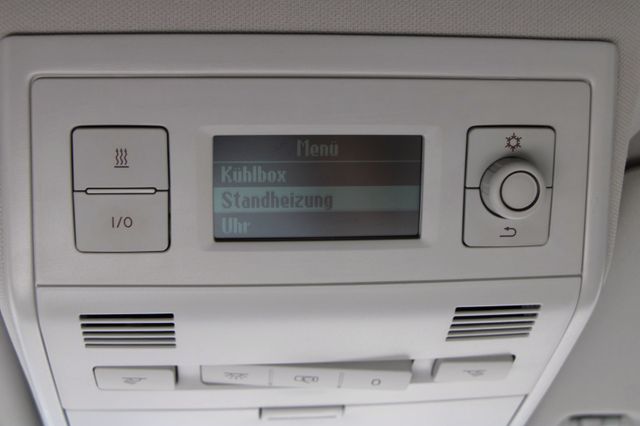 Menü
Kühlbox
Standheizung
Uhr
I/O